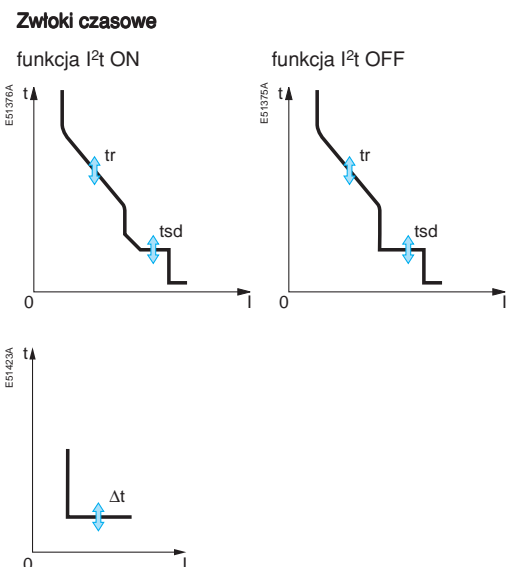 Zwłoki czasowe
funkcja I²t ON
funkcja I²t OFF
E51376A
t
tr
tsd
0
I
E51375A
t
tr
tsd
0
I
E51423A
t
Δt
0
I